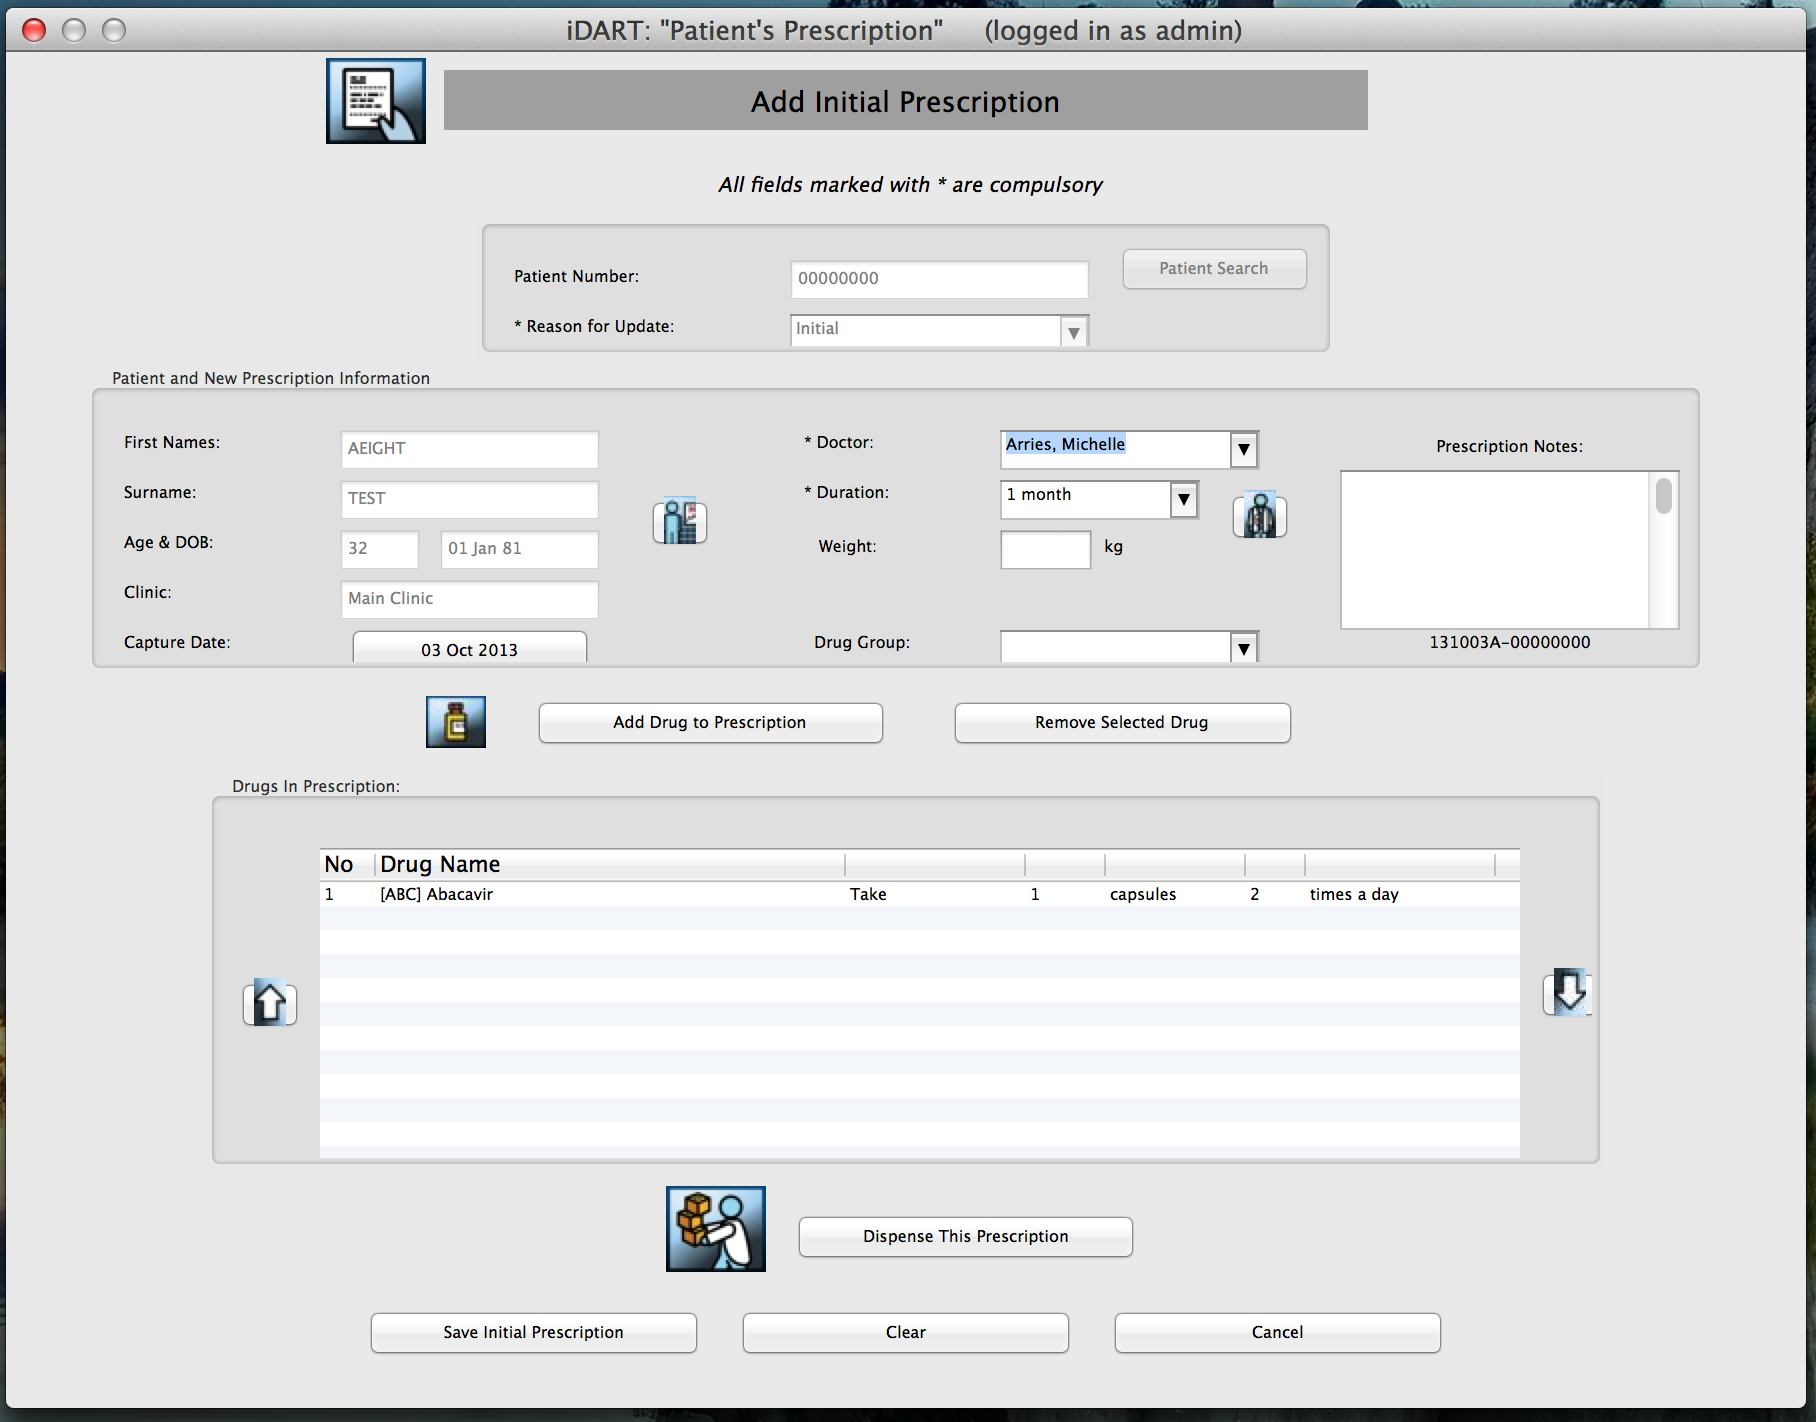 iDART: "Patient's Prescription" (logged in as admin)
Add Initial Prescription
All fields marked with * are compulsory
Patient Number: 00000000 Patient Search
* Reason for Update: Initial
Patient and New Prescription Information
First Names: AEIGHT * Doctor: Arries, Michelle Prescription Notes:
Surname: TEST * Duration: 1 month
Age & DOB: 32 01 Jan 81 Weight: kg
Clinic: Main Clinic
Capture Date: 03 Oct 2013 Drug Group: 131003A-00000000
Add Drug to Prescription Remove Selected Drug
Drugs In Prescription:
No Drug Name
1 [ABC] Abacavir Take 1 capsules 2 times a day
Dispense This Prescription
Save Initial Prescription Clear Cancel